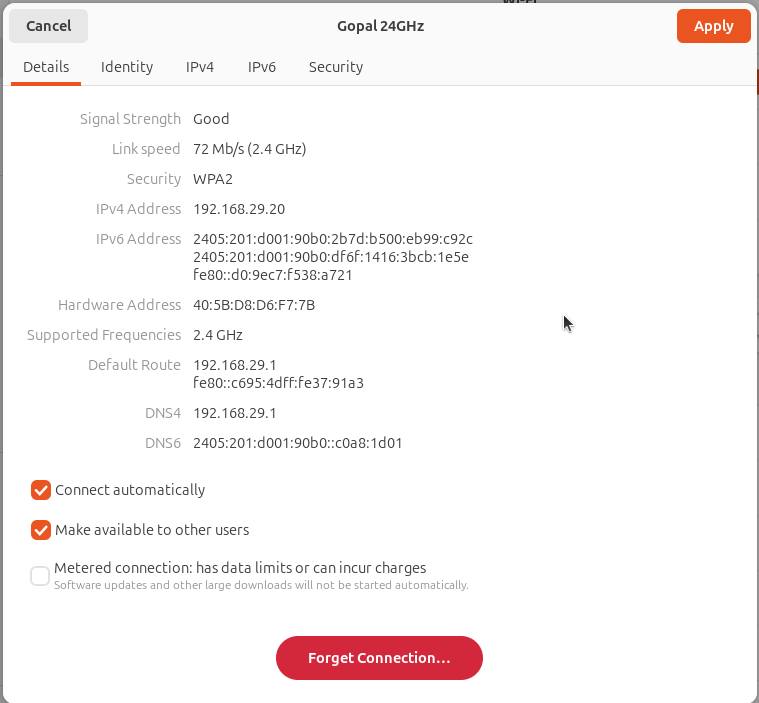 Cancel
Gopal 24GHz
Apply
Details
Identity
IPv4
IPv6
Security
Signal Strength Good
Link speed 72 Mb/s (2.4 GHz)
Security WPA2
IPv4 Address 192.168.29.20
IPv6 Address 2405:201:d001:90b0:2b7d:b500:eb99:c92c
2405:201:d001:90b0:df6f:1416:3bcb:1e5e
fe80::d0:9ec7:f538:a721
Hardware Address 40:5B:D8:D6:F7:7B
Supported Frequencies 2.4 GHz
Default Route 192.168.29.1
fe80::c695:4dff:fe37:91a3
DNS4 192.168.29.1
DNS6 2405:201:d001:90b0::c0a8:1d01
Connect automatically
Make available to other users
Metered connection: has data limits or can incur charges
Software updates and other large downloads will not be started automatically.
Forget Connection…